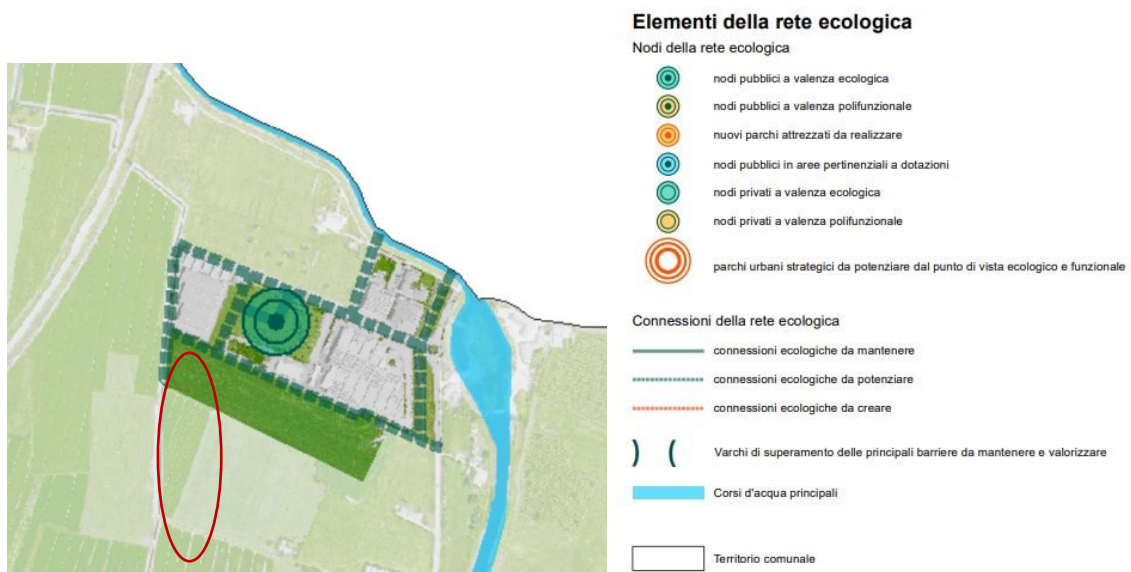 Elementi della rete ecologica
Nodi della rete ecologica
nodi pubblici a valenza ecologica
nodi pubblici a valenza polifunzionale
nuovi parchi attrezzati da realizzare
nodi pubblici in aree pertinenziali a dotazioni
nodi privati a valenza ecologica
nodi privati a valenza polifunzionale
parchi urbani strategici da potenziare dal punto di vista ecologico e funzionale
Connessioni della rete ecologica
connessioni ecologiche da mantenere
connessioni ecologiche da potenziare
connessioni ecologiche da creare
Varchi di superamento delle principali barriere da mantenere e valorizzare
Corsi d'acqua principali
Territorio comunale